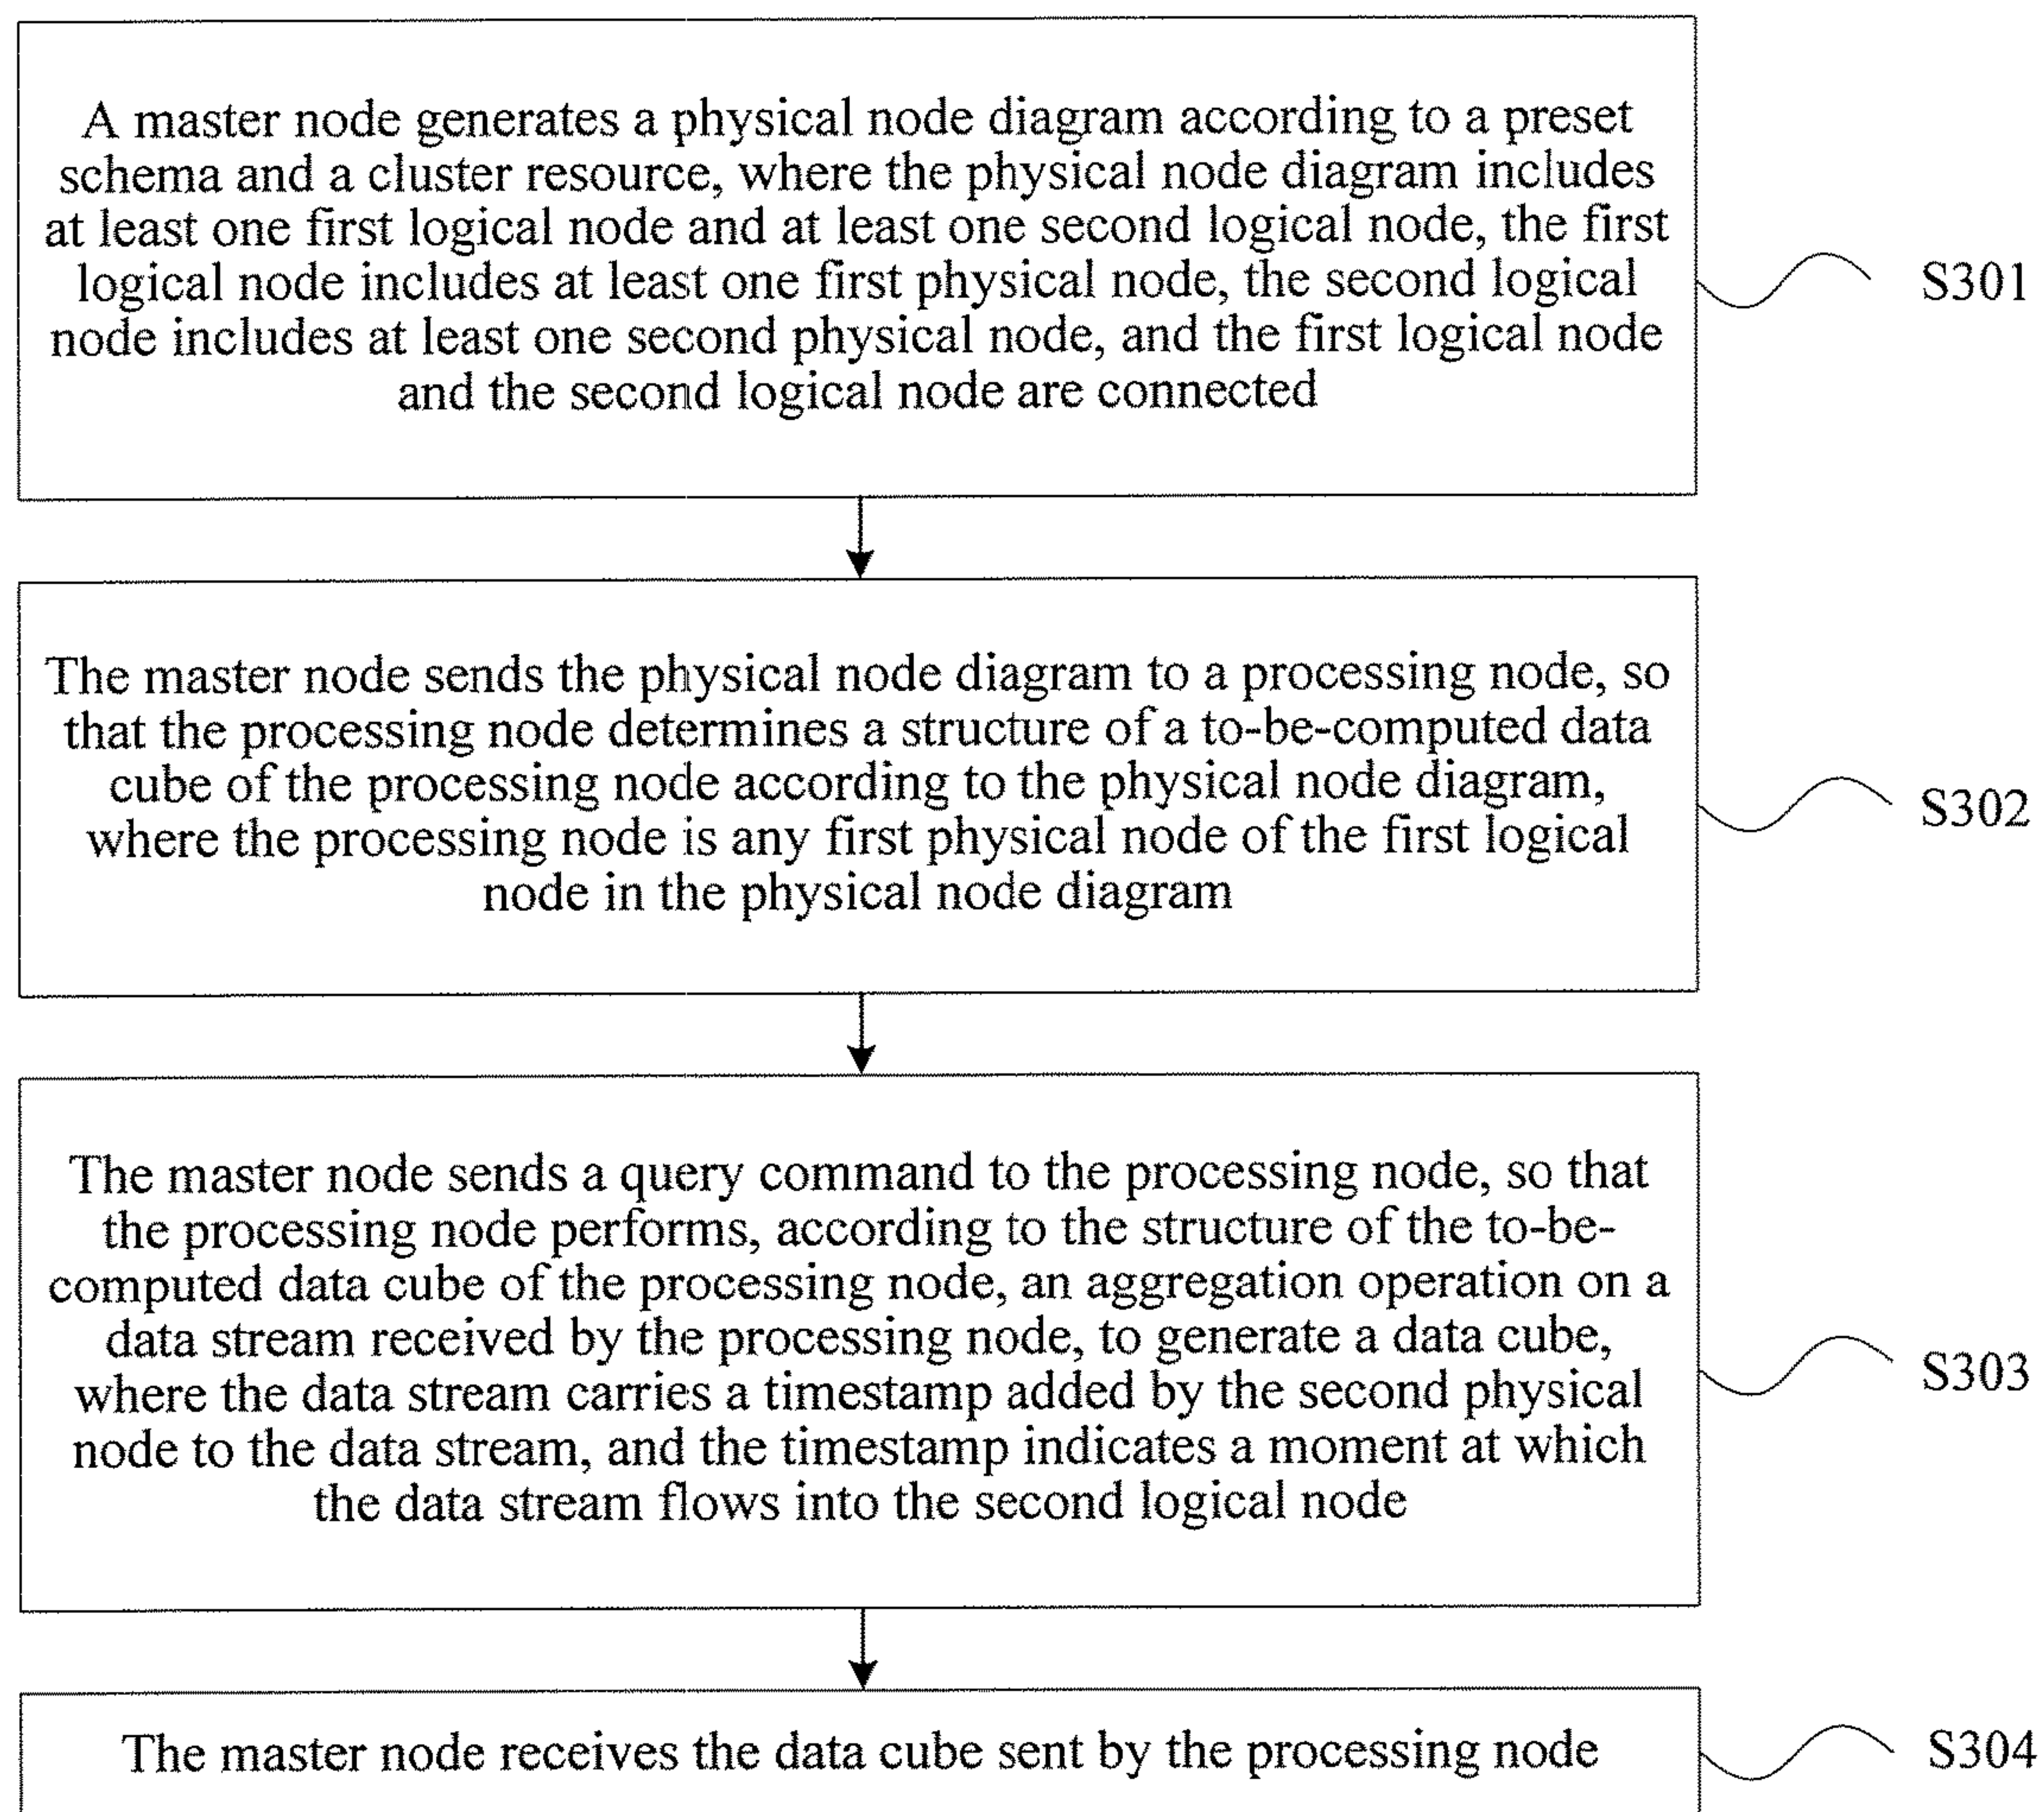 A master node generates a physical node diagram according to a preset
schema and a cluster resource, where the physical node diagram includes
at least one first logical node and at least one second logical node, the first
logical node includes at least one first physical node, the second logical
node includes at least one second physical node, and the first logical node
and the second logical node are connected
S301
The master node sends the physical node diagram to a processing node, so
that the processing node determines a structure of a to-be-computed data
cube of the processing node according to the physical node diagram,
where the processing node is any first physical node of the first logical
node in the physical node diagram
S302
The master node sends a query command to the processing node, so that
the processing node performs, according to the structure of the to-be-
computed data cube of the processing node, an aggregation operation on a
data stream received by the processing node, to generate a data cube,
where the data stream carries a timestamp added by the second physical
node to the data stream, and the timestamp indicates a moment at which
the data stream flows into the second logical node
S303
The master node receives the data cube sent by the processing node
S304